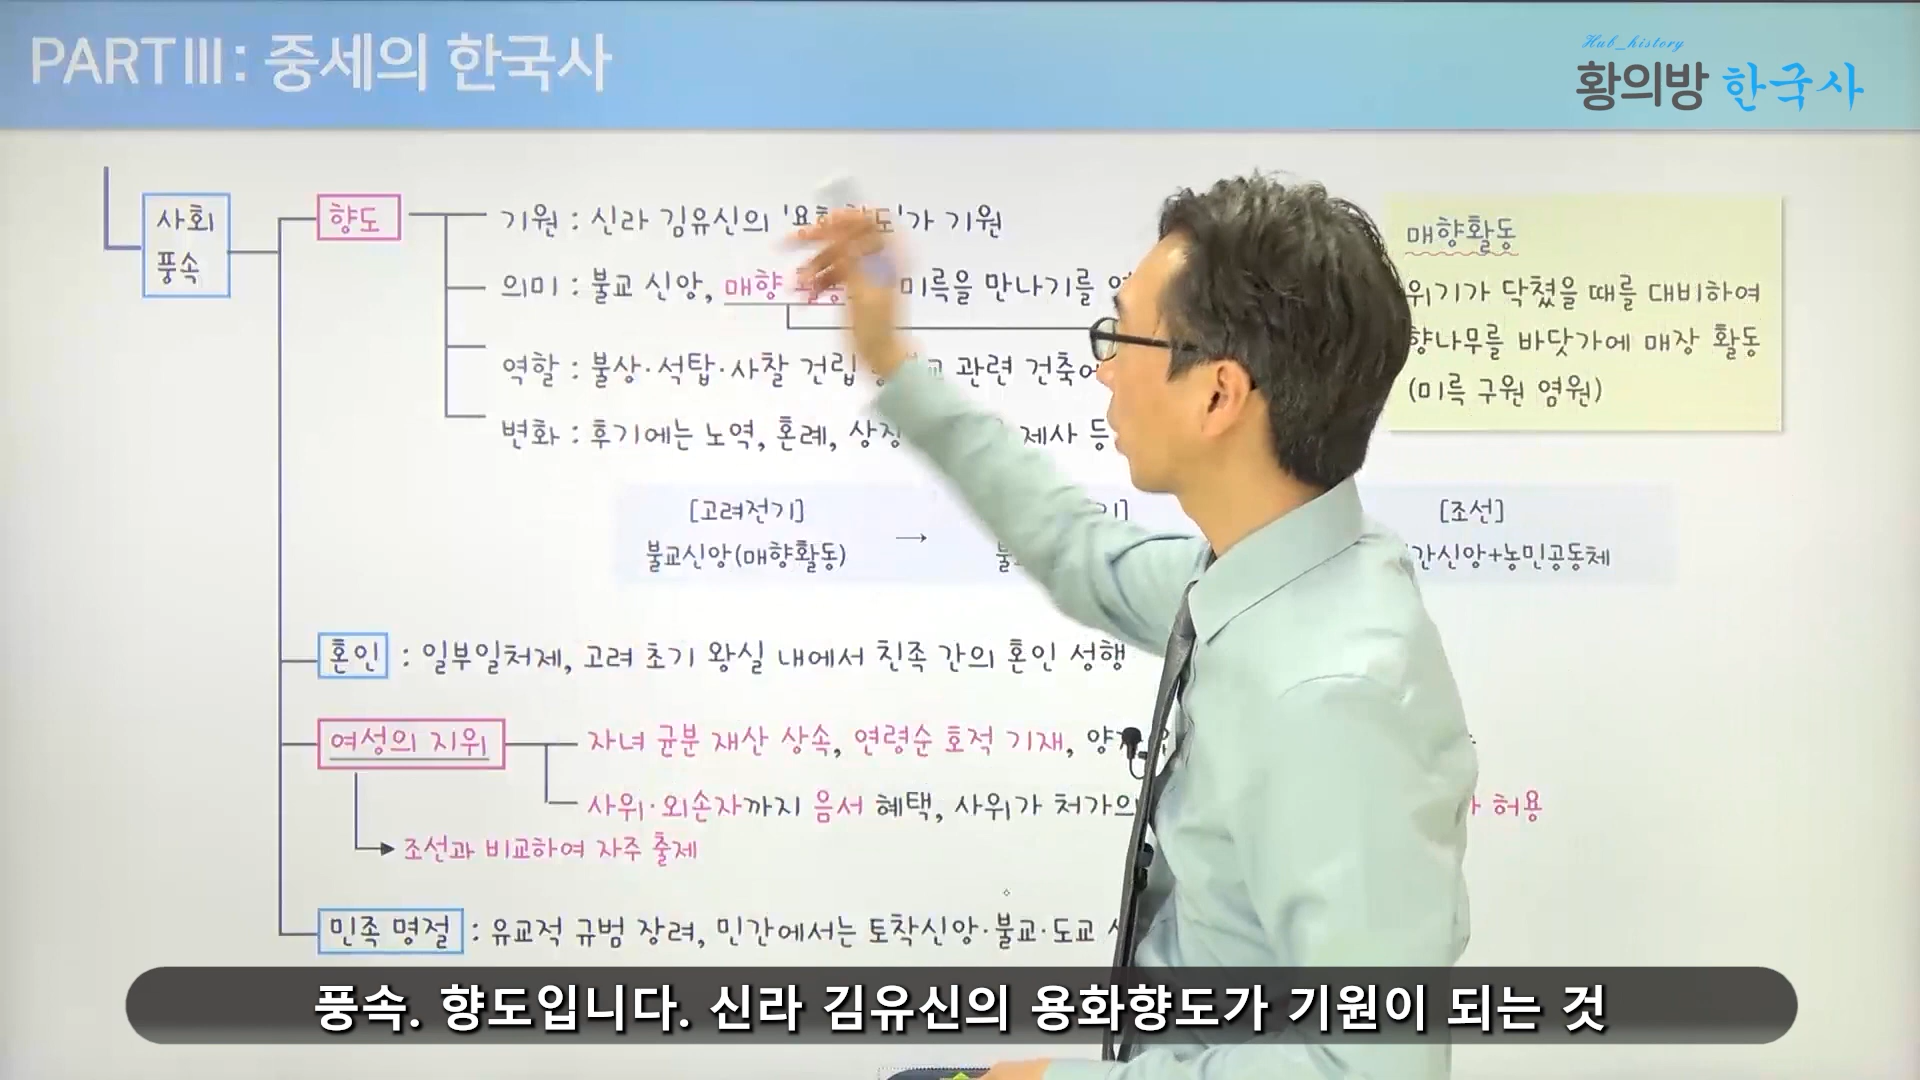 PARTⅢ: 중세의 한국사
Hub_history
황의방 한국사
사회
풍속
향도
기원 : 신라 김유신의 '용화향도'가 기원
의미 : 불교 신앙, 매향 활동 미륵을 만나기를
역할 : 불상·석탑·사찰 건립 관련 건축에
변화 : 후기에는 노역, 혼례, 상장 제사 등
매향활동
위기가 닥쳤을 때를 대비하여
향나무를 바닷가에 매장 활동
(미륵 구원 염원)
[고려전기]
불교신앙(매향활동)
→
[조선]
간신앙+농민공동체
혼인 : 일부일처제, 고려 초기 왕실 내에서 친족 간의 혼인 성행
여성의 지위
자녀 균분 재산 상속, 연령순 호적 기재,
사위·외손자까지 음서 혜택, 사위가 처가의 허용
조선과 비교하여 자주 출제
민족 명절 : 유교적 규범 장려, 민간에서는 토착신앙·불교·도교
풍속. 향도입니다. 신라 김유신의 용화향도가 기원이 되는 것